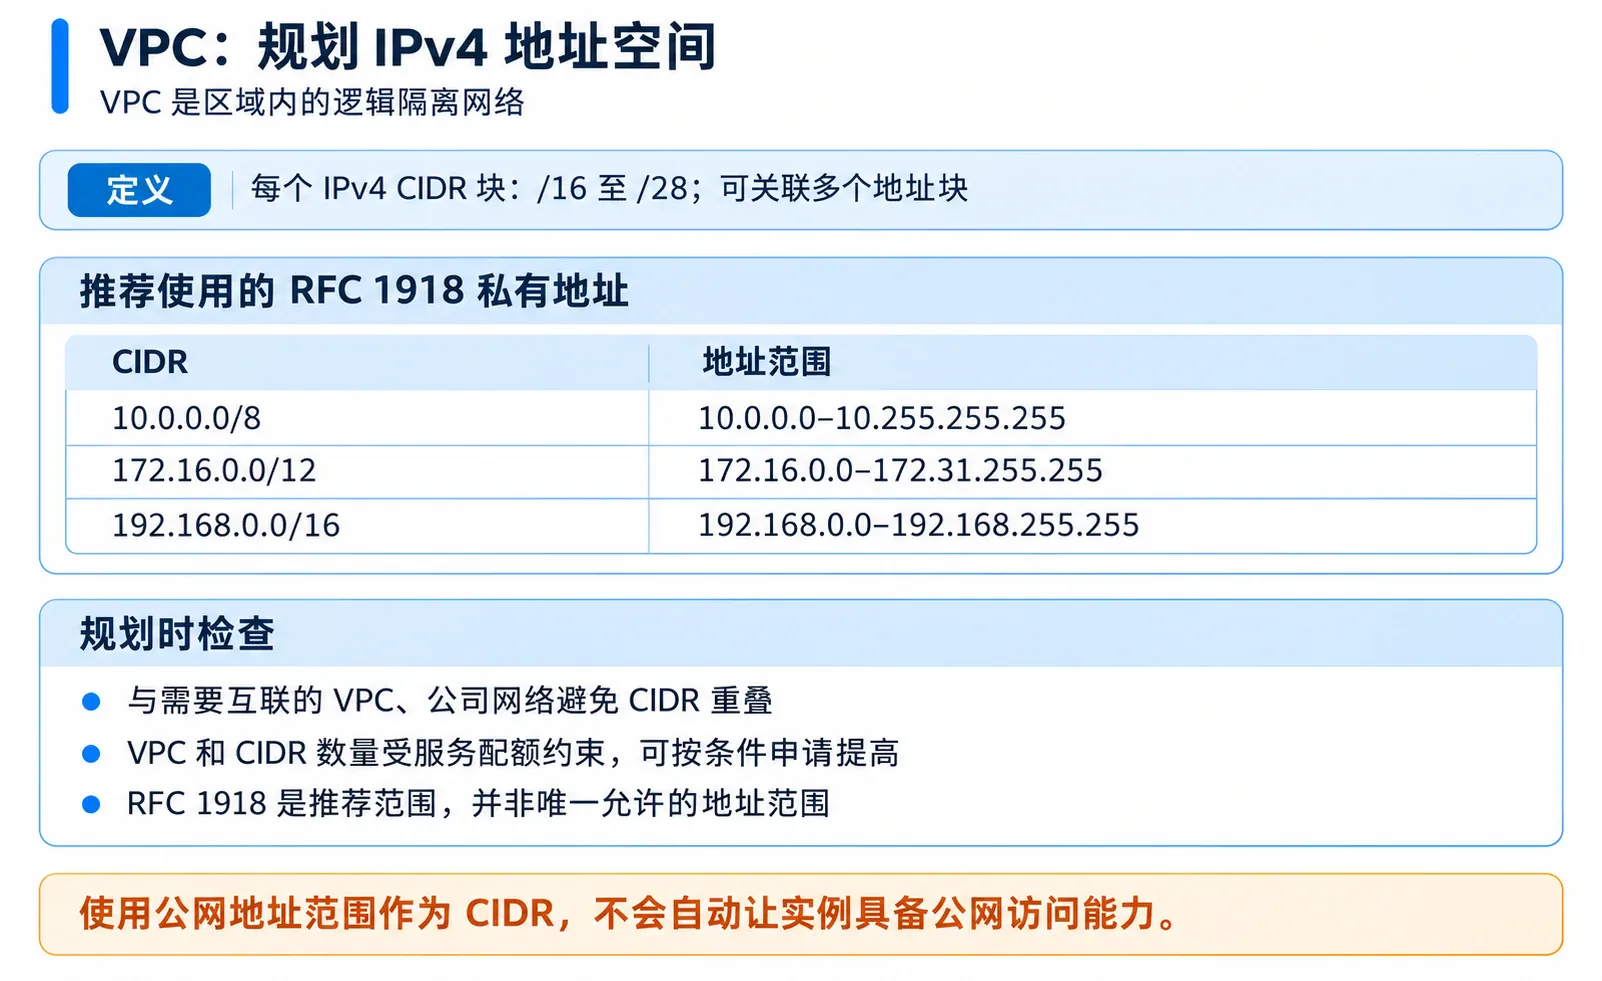 VPC：规划 IPv4 地址空间
VPC 是区域内的逻辑隔离网络
定义 每个 IPv4 CIDR 块：/16 至 /28；可关联多个地址块
推荐使用的 RFC 1918 私有地址
CIDR 地址范围
10.0.0.0/8 10.0.0.0–10.255.255.255
172.16.0.0/12 172.16.0.0–172.31.255.255
192.168.0.0/16 192.168.0.0–192.168.255.255
规划时检查
与需要互联的 VPC、公司网络避免 CIDR 重叠
VPC 和 CIDR 数量受服务配额约束，可按条件申请提高
RFC 1918 是推荐范围，并非唯一允许的地址范围
使用公网地址范围作为 CIDR，不会自动让实例具备公网访问能力。